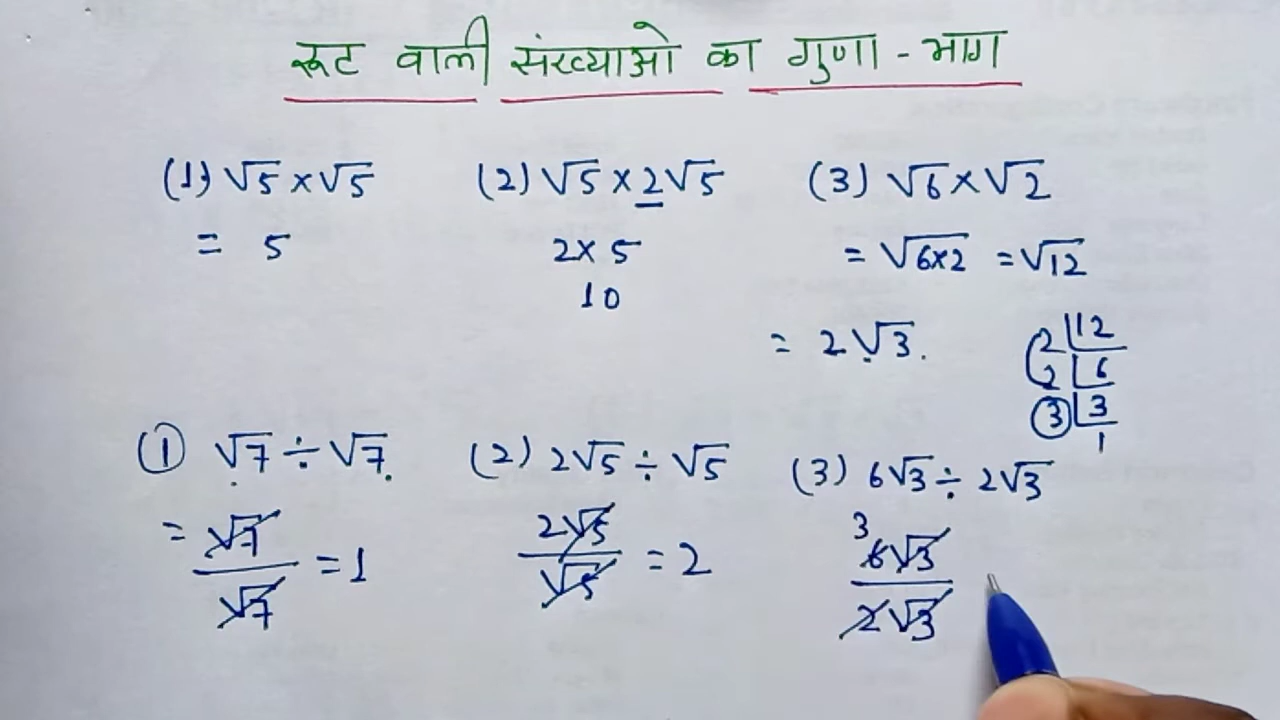 रूट वाली संख्याओ का गुणा - भाग
(1) √5 × √5 (2) √5 × 2√5 (3) √6 × √2
= 5 2 × 5 = √6×2 = √12
10
= 2√3. 2 | 12
2 | 6
3 | 3
1
① √7 ÷ √7 (2) 2√5 ÷ √5 (3) 6√3 ÷ 2√3
= √7 / √7 = 1 2√5 / √5 = 2 3 6√3 / 2√3